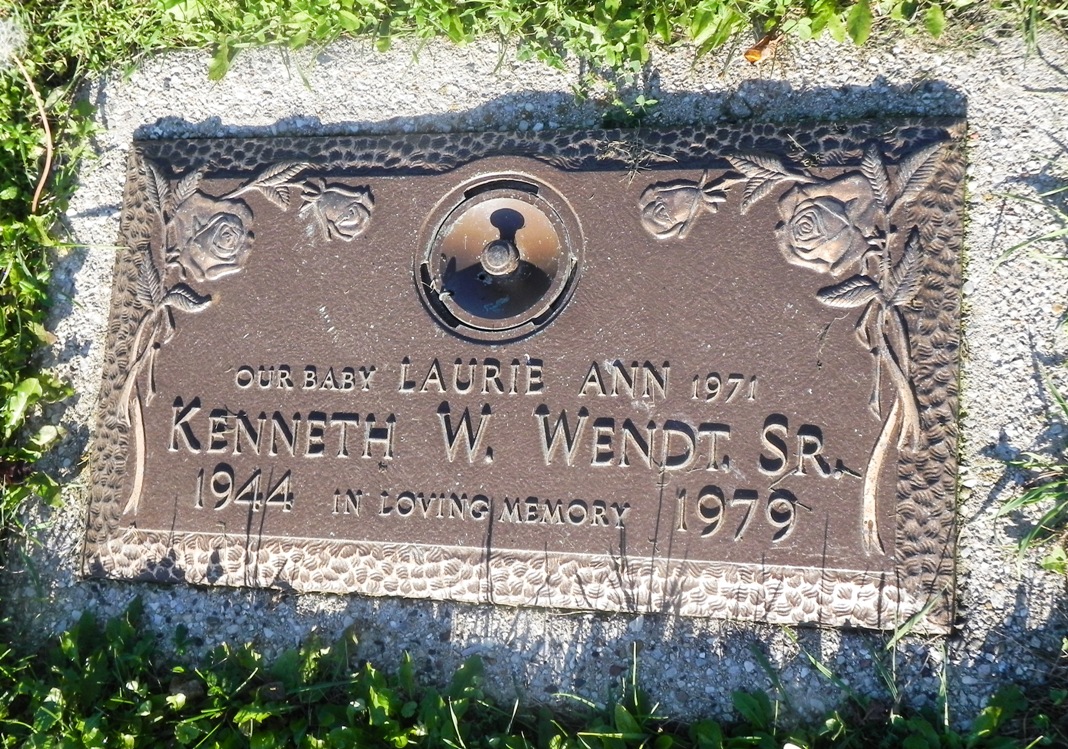 OUR BABY LAURIE ANN 1971
KENNETH W. WENDT. SR.
1944 IN LOVING MEMORY 1979